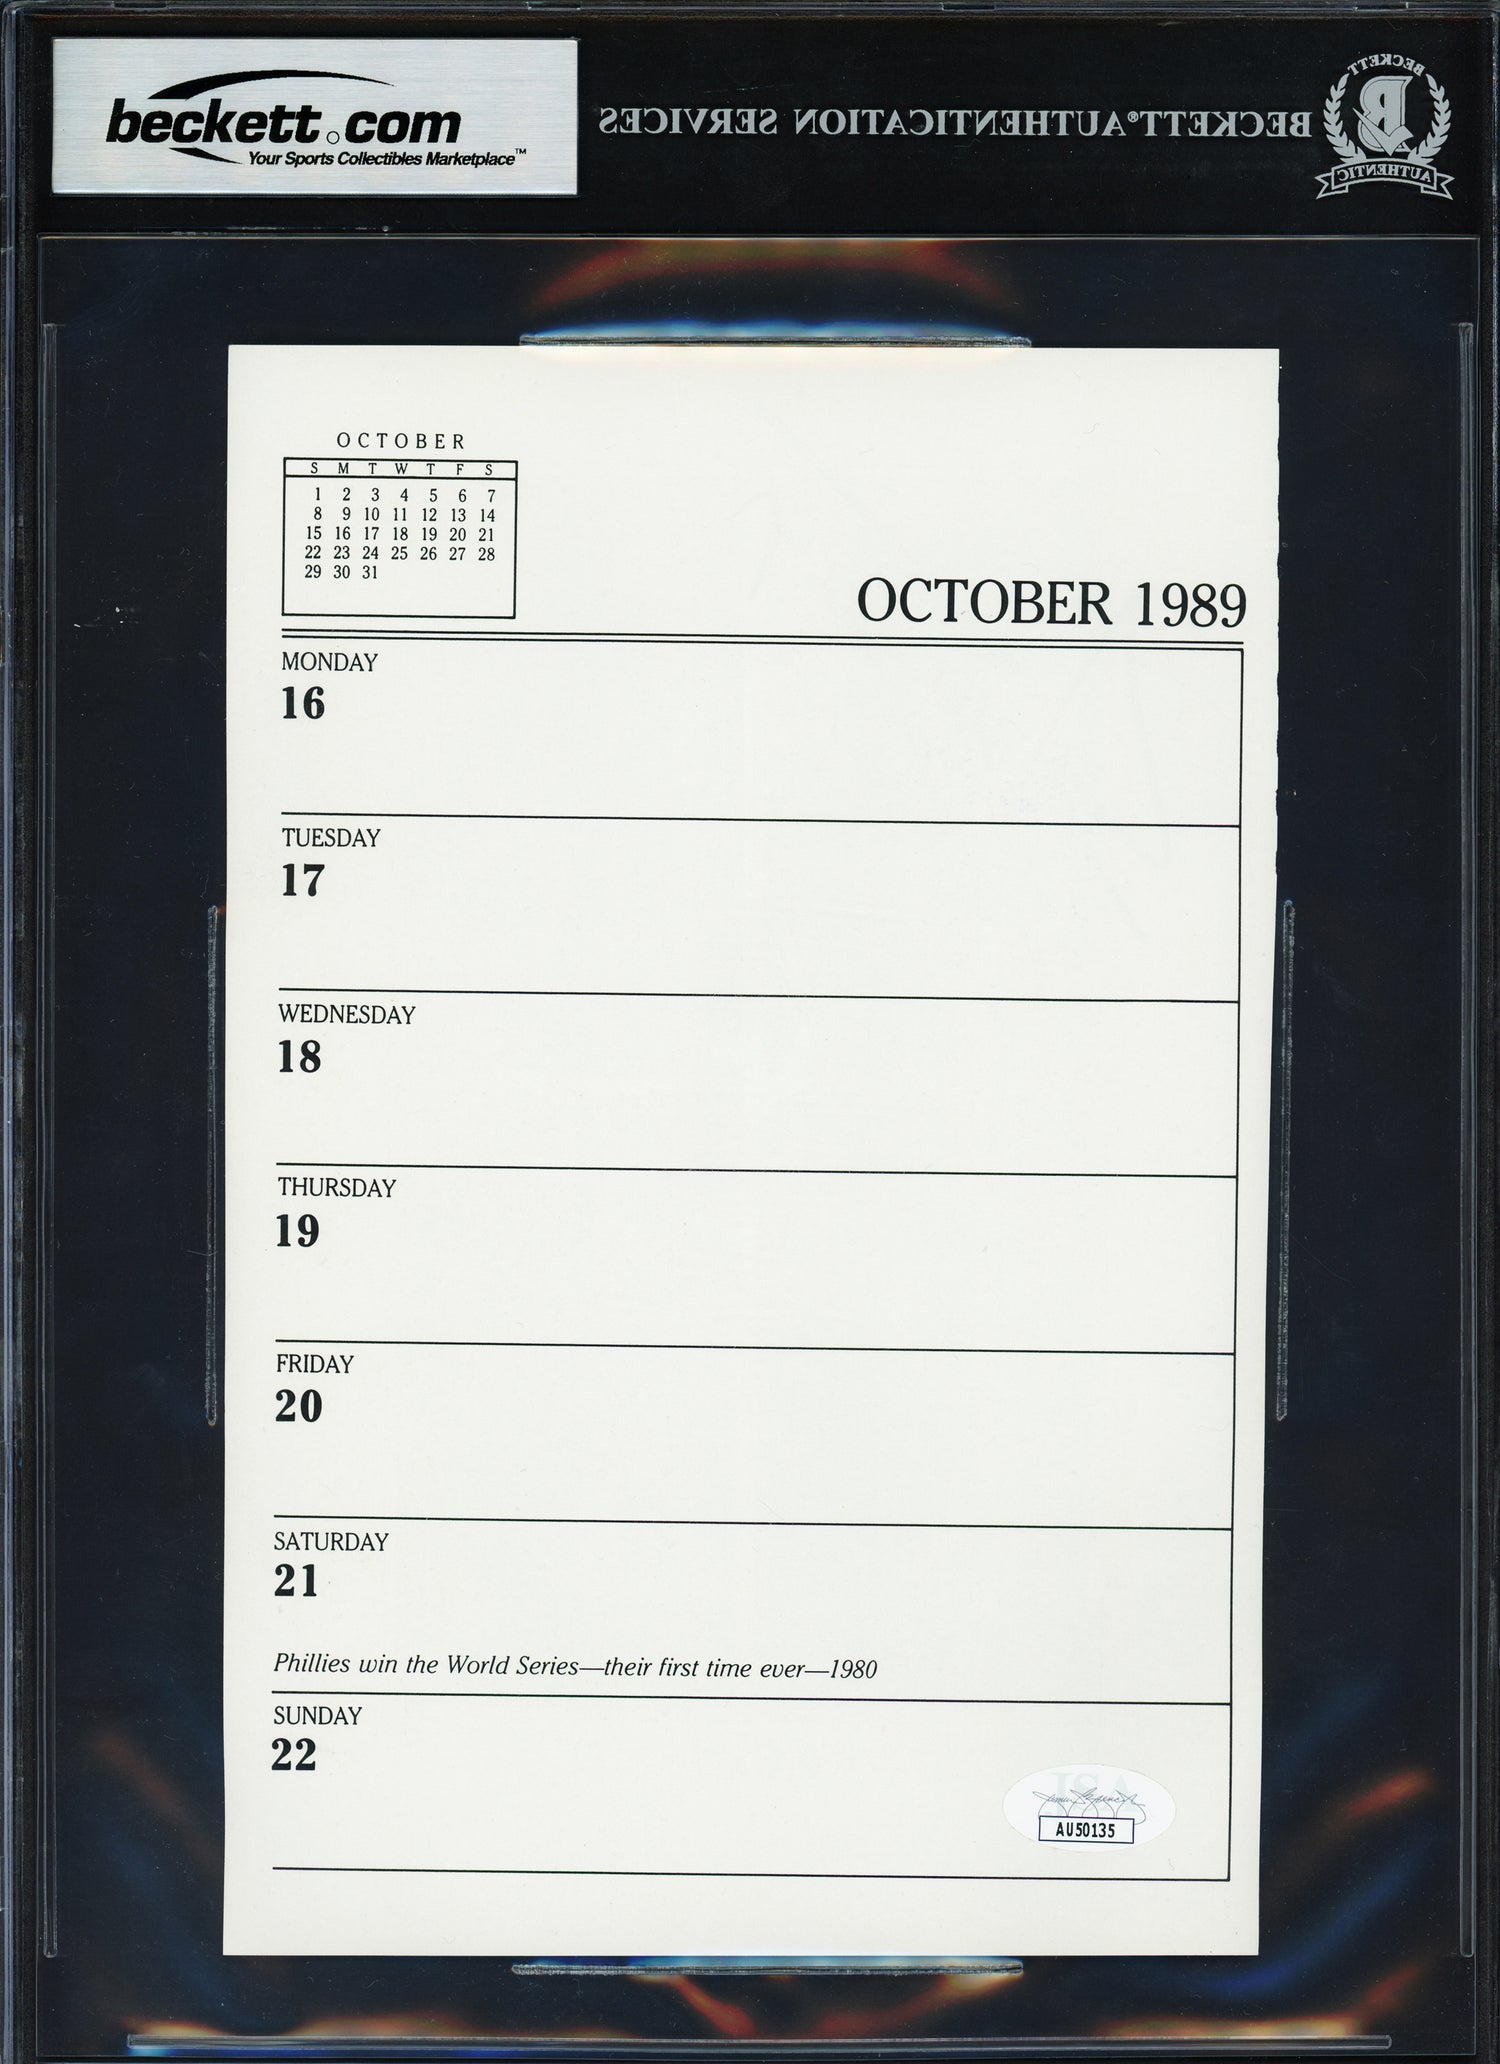 beckett.com
Your Sports Collectibles Marketplace™
BECKETT® AUTHENTICATION SERVICES
BECKETT
B
AUTHENTIC
OCTOBER
S M T W T F S
1 2 3 4 5 6 7
8 9 10 11 12 13 14
15 16 17 18 19 20 21
22 23 24 25 26 27 28
29 30 31
OCTOBER 1989
MONDAY
16
TUESDAY
17
WEDNESDAY
18
THURSDAY
19
FRIDAY
20
SATURDAY
21
Phillies win the World Series—their first time ever—1980
SUNDAY
22
JSA
AU50135